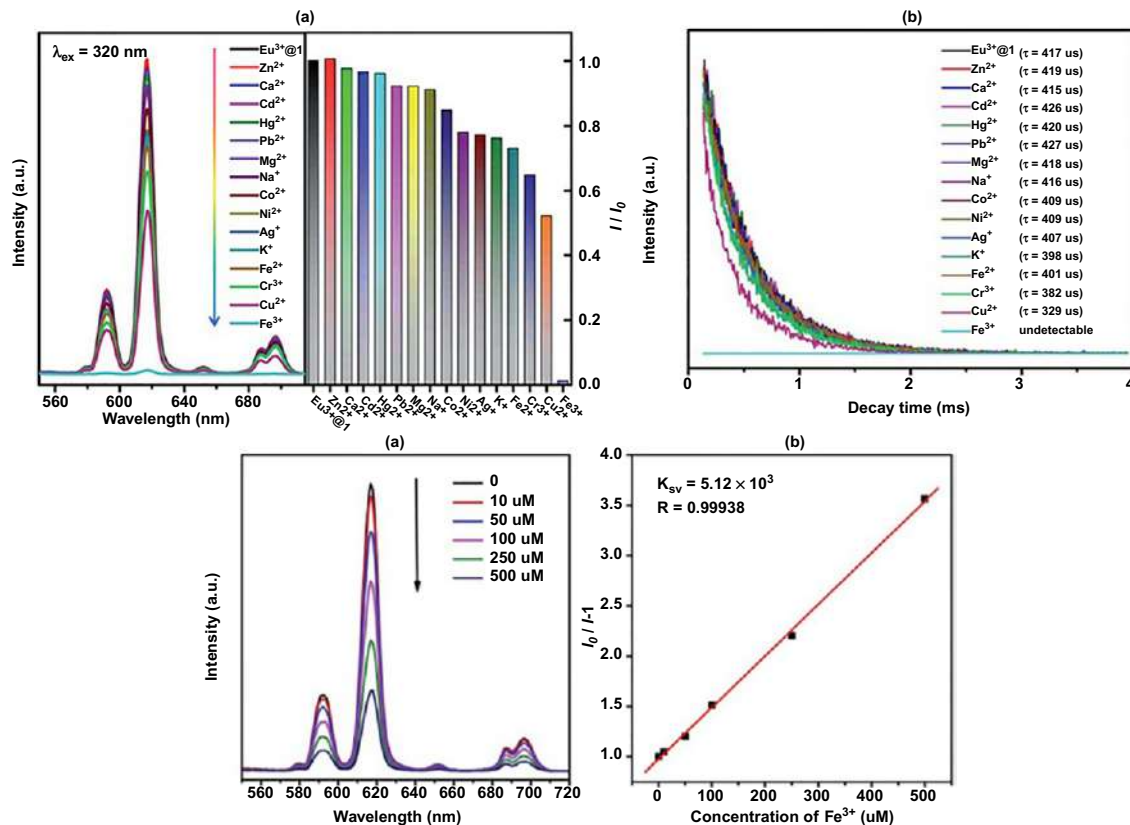 (a)
λex = 320 nm
Eu3+@1
Zn2+
Ca2+
Cd2+
Hg2+
Pb2+
Mg2+
Na+
Co2+
Ni2+
Ag+
K+
Fe2+
Cr3+
Cu2+
Fe3+
Intensity (a.u.)
560 600 640 680
Wavelength (nm)
1.0
0.8
0.6
0.4
0.2
0.0
I / I0
Eu3+@1 Zn2+ Ca2+ Cd2+ Hg2+ Pb2+ Mg2+ Na+ Co2+ Ni2+ Ag+ K+ Fe2+ Cr3+ Cu2+ Fe3+
(b)
Eu3+@1 (τ = 417 us)
Zn2+ (τ = 419 us)
Ca2+ (τ = 415 us)
Cd2+ (τ = 426 us)
Hg2+ (τ = 420 us)
Pb2+ (τ = 427 us)
Mg2+ (τ = 418 us)
Na+ (τ = 416 us)
Co2+ (τ = 409 us)
Ni2+ (τ = 409 us)
Ag+ (τ = 407 us)
K+ (τ = 398 us)
Fe2+ (τ = 401 us)
Cr3+ (τ = 382 us)
Cu2+ (τ = 329 us)
Fe3+ undetectable
Intensity (a.u.)
0 1 2 3 4
Decay time (ms)
(a)
0
10 uM
50 uM
100 uM
250 uM
500 uM
Intensity (a.u.)
560 580 600 620 640 660 680 700 720
Wavelength (nm)
(b)
Ksv = 5.12 × 10³
R = 0.99938
4.0
3.5
3.0
2.5
2.0
1.5
1.0
I0 / I-1
0 100 200 300 400 500
Concentration of Fe3+ (uM)